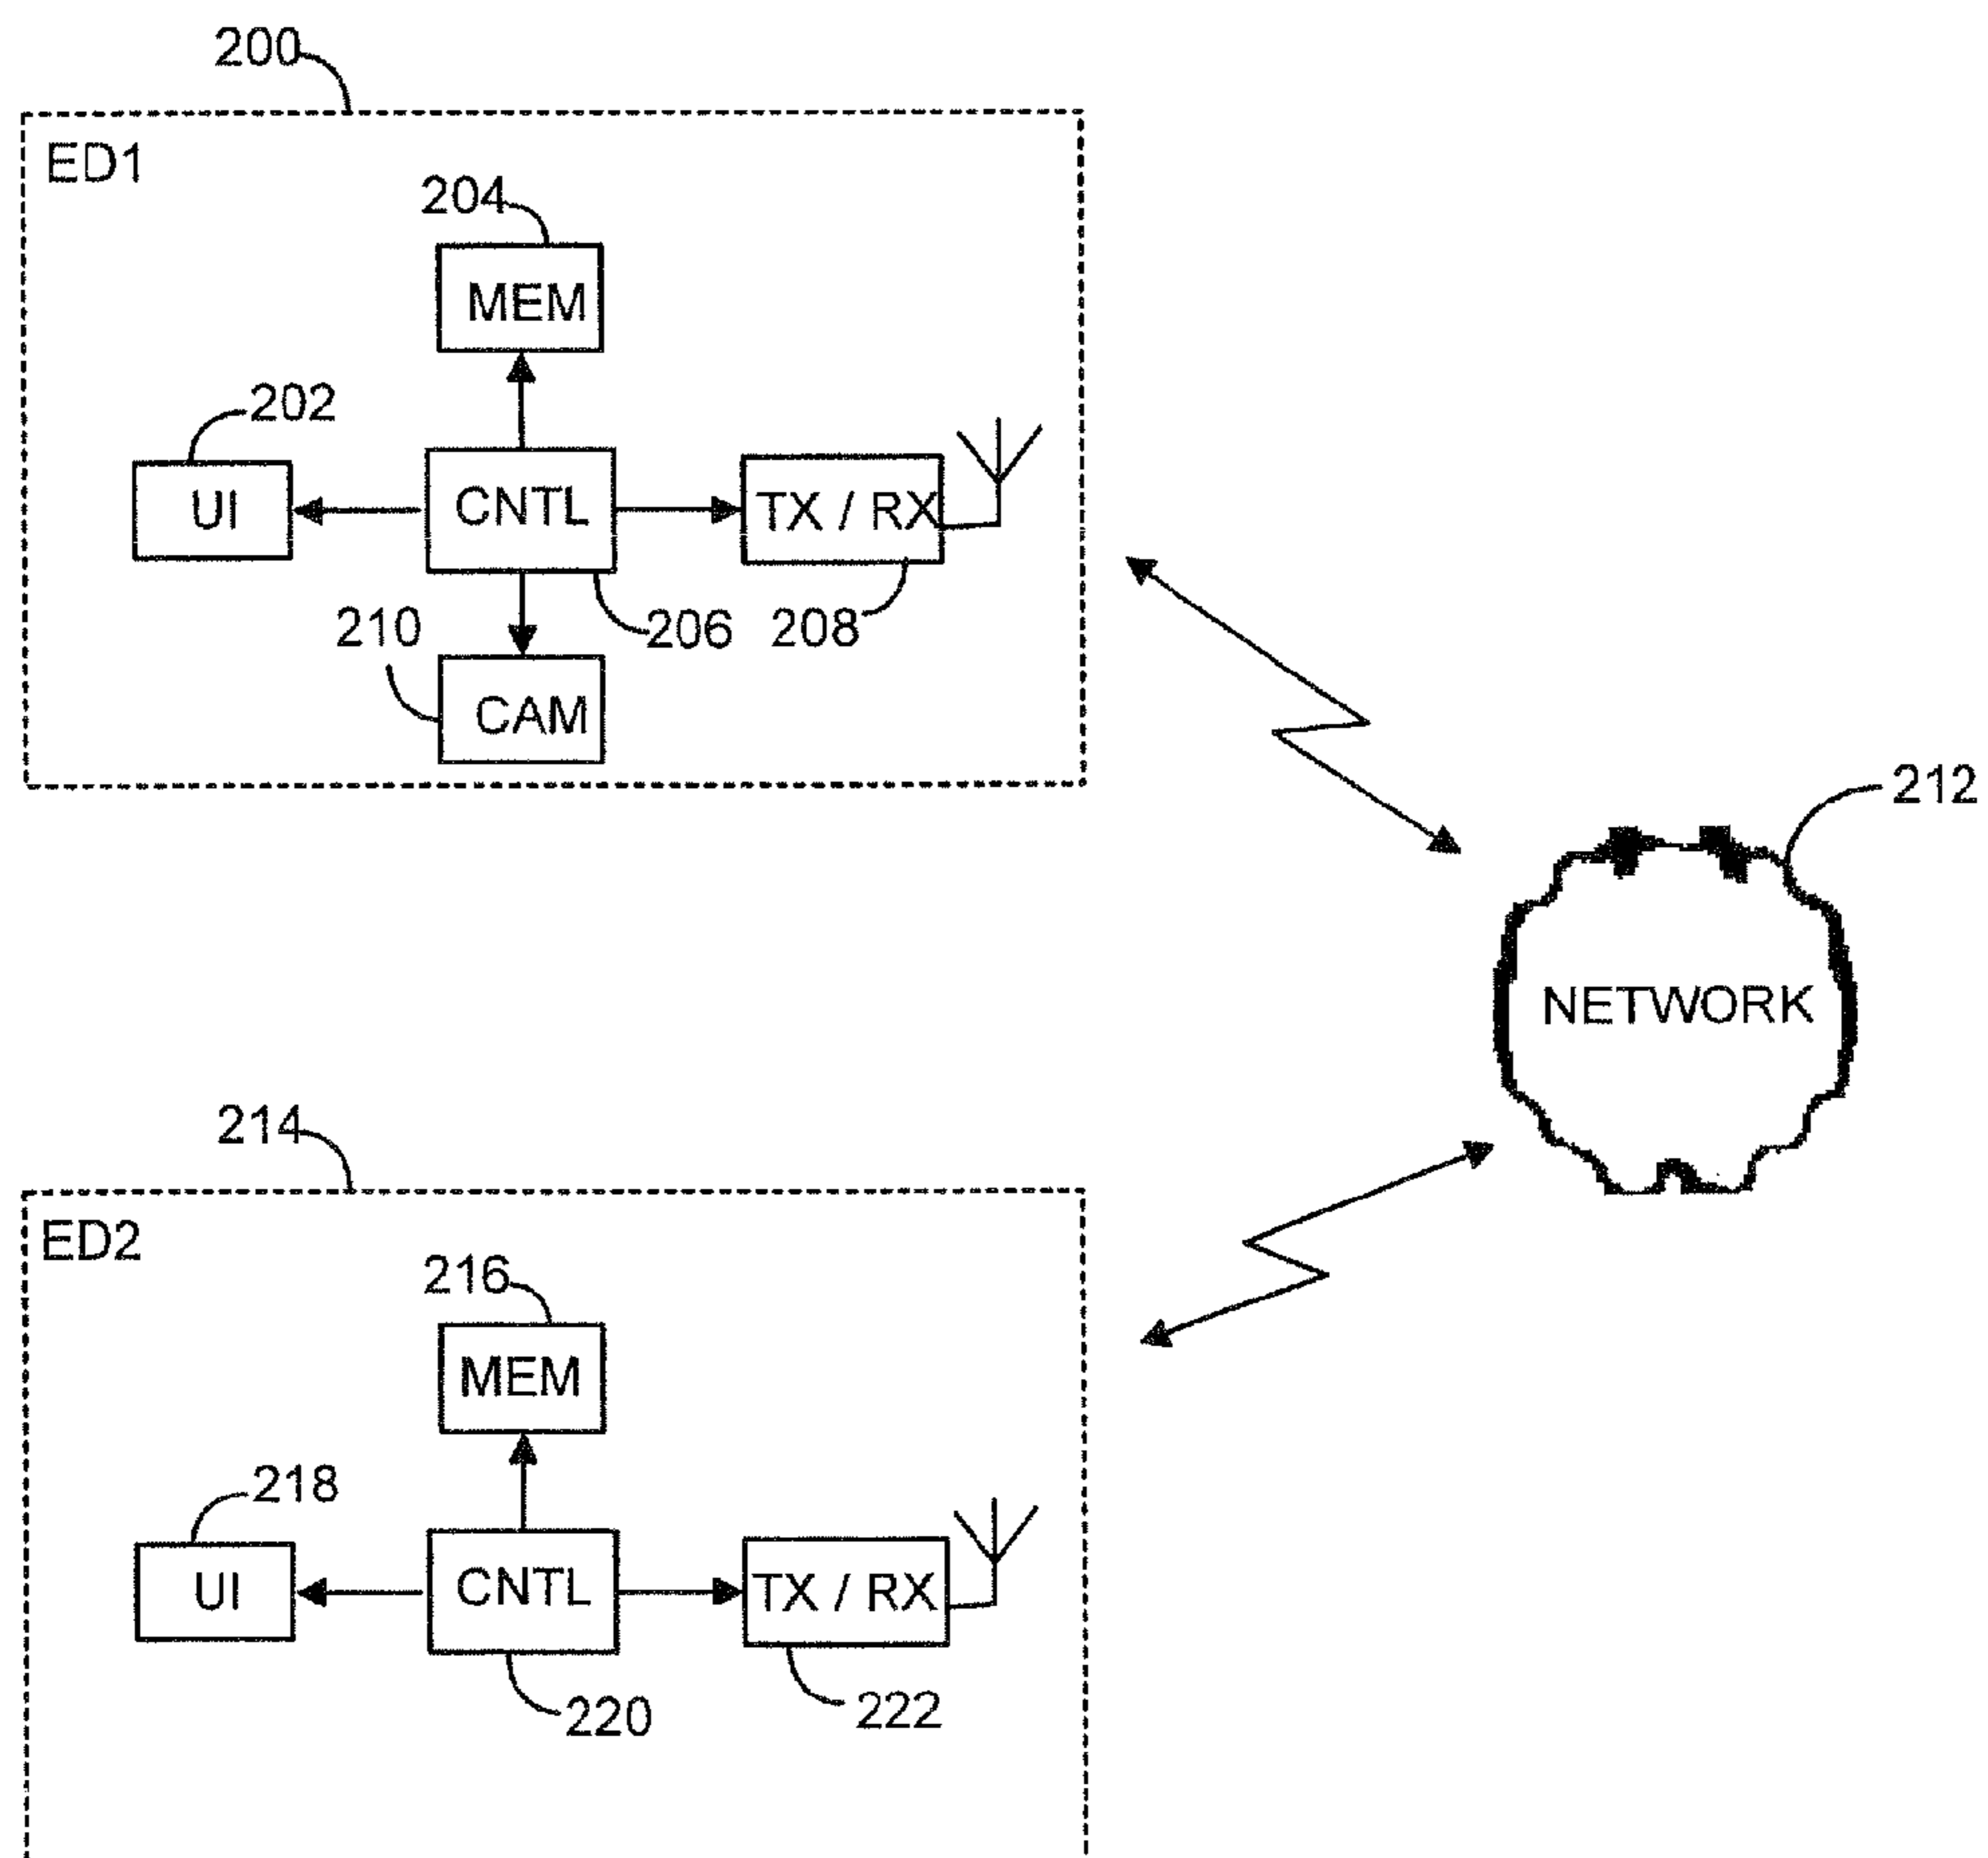 200
ED1
204
MEM
202
UI
CNTL
TX / RX
210
206
208
CAM
212
NETWORK
214
ED2
216
MEM
218
UI
CNTL
TX / RX
220
222